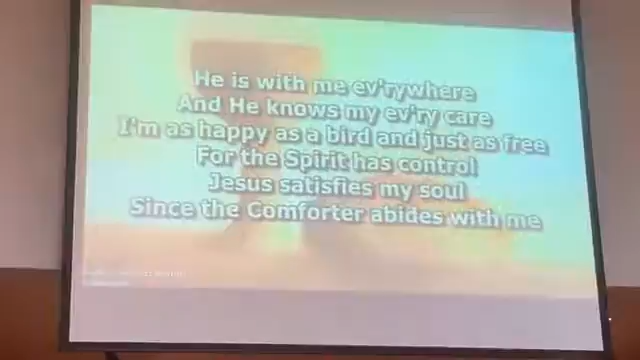 He is with me ev'rywhere
And He knows my ev'ry care
I'm as happy as a bird and just as free
For the Spirit has control
Jesus satisfies my soul
Since the Comforter abides with me